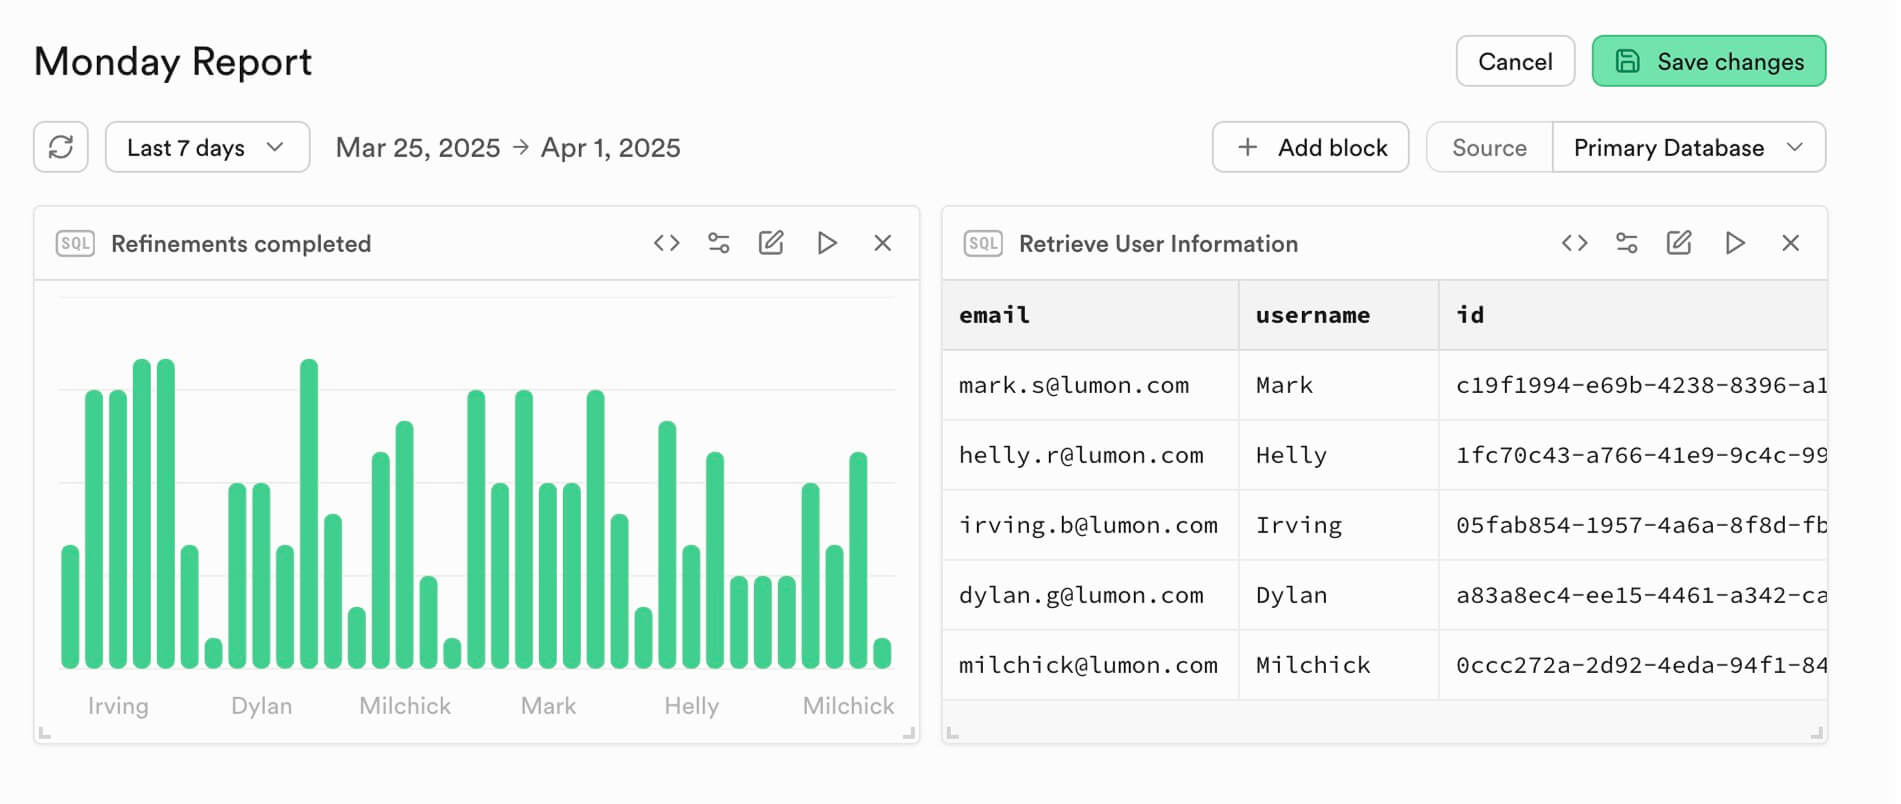 Monday Report
Cancel
Save changes
Last 7 days
Mar 25, 2025 → Apr 1, 2025
Add block
Source
Primary Database
SQL Refinements completed
Irving Dylan Milchick Mark Helly Milchick
SQL Retrieve User Information
email username id
mark.s@lumon.com Mark c19f1994-e69b-4238-8396-a1
helly.r@lumon.com Helly 1fc70c43-a766-41e9-9c4c-99
irving.b@lumon.com Irving 05fab854-1957-4a6a-8f8d-fb
dylan.g@lumon.com Dylan a83a8ec4-ee15-4461-a342-ca
milchick@lumon.com Milchick 0ccc272a-2d92-4eda-94f1-84